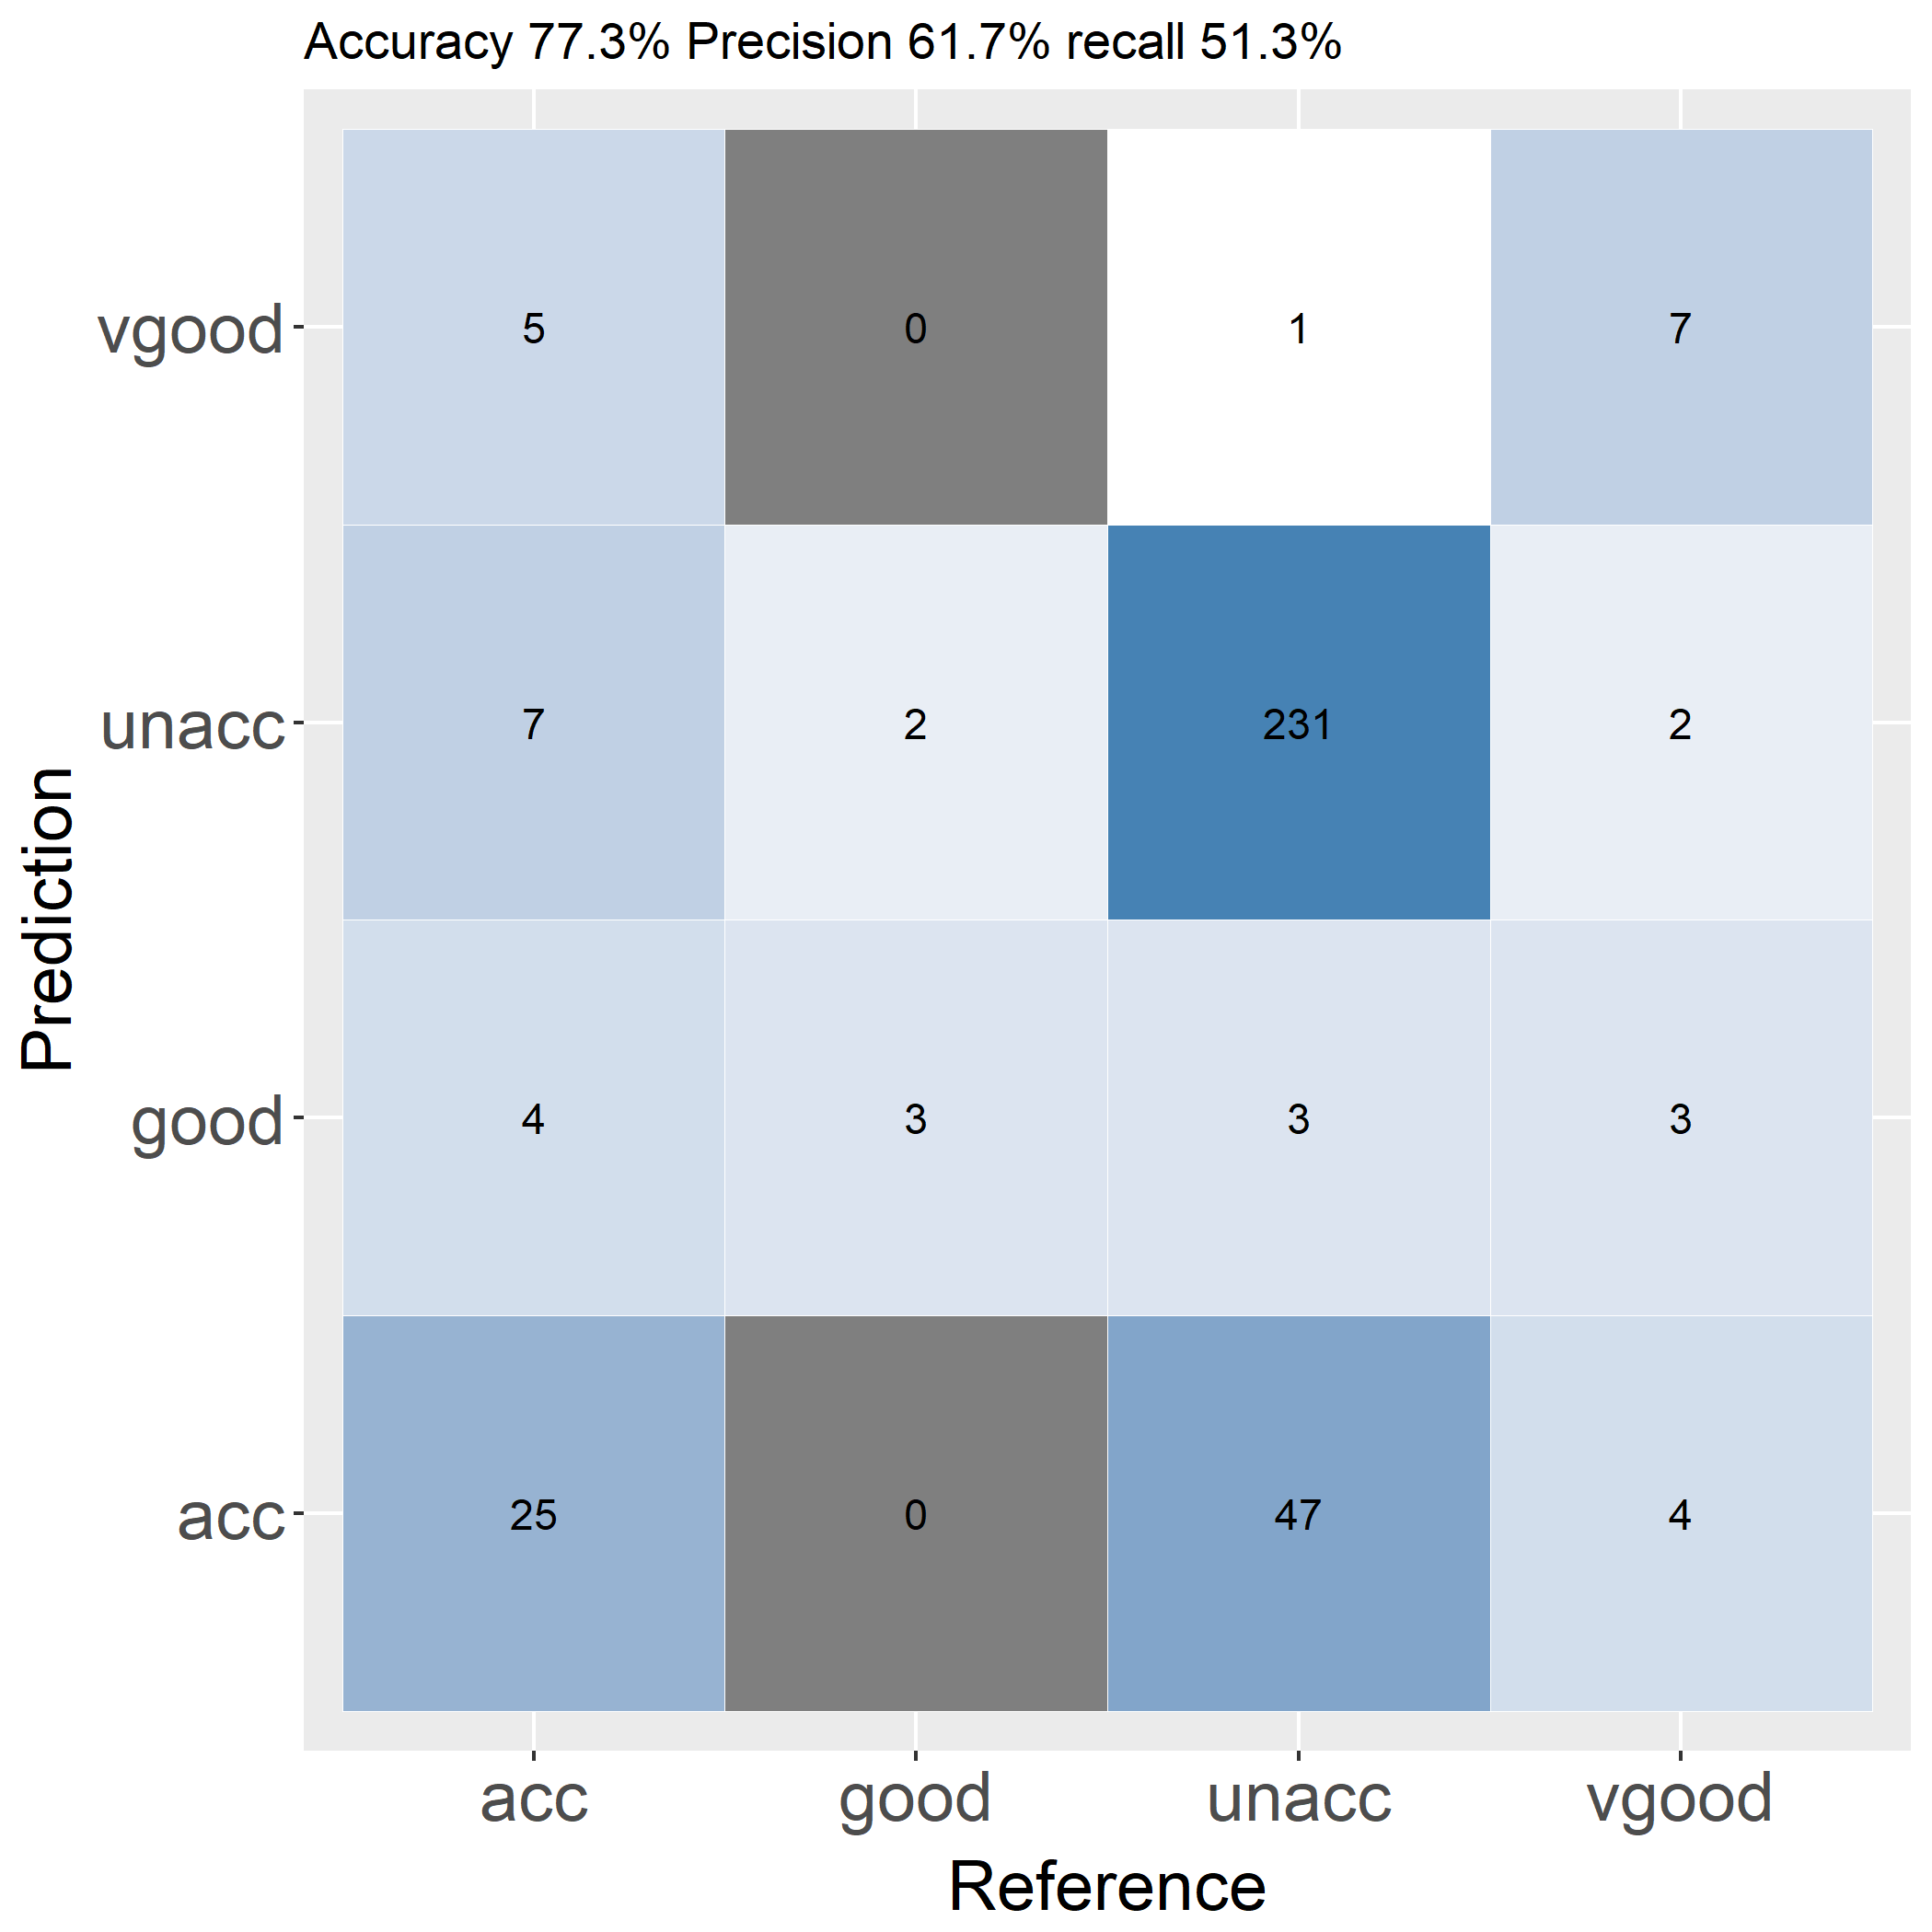 Accuracy 77.3% Precision 61.7% recall 51.3%
vgood 5 0 1 7
unacc 7 2 231 2
good 4 3 3 3
acc 25 0 47 4
acc good unacc vgood
Reference
Prediction